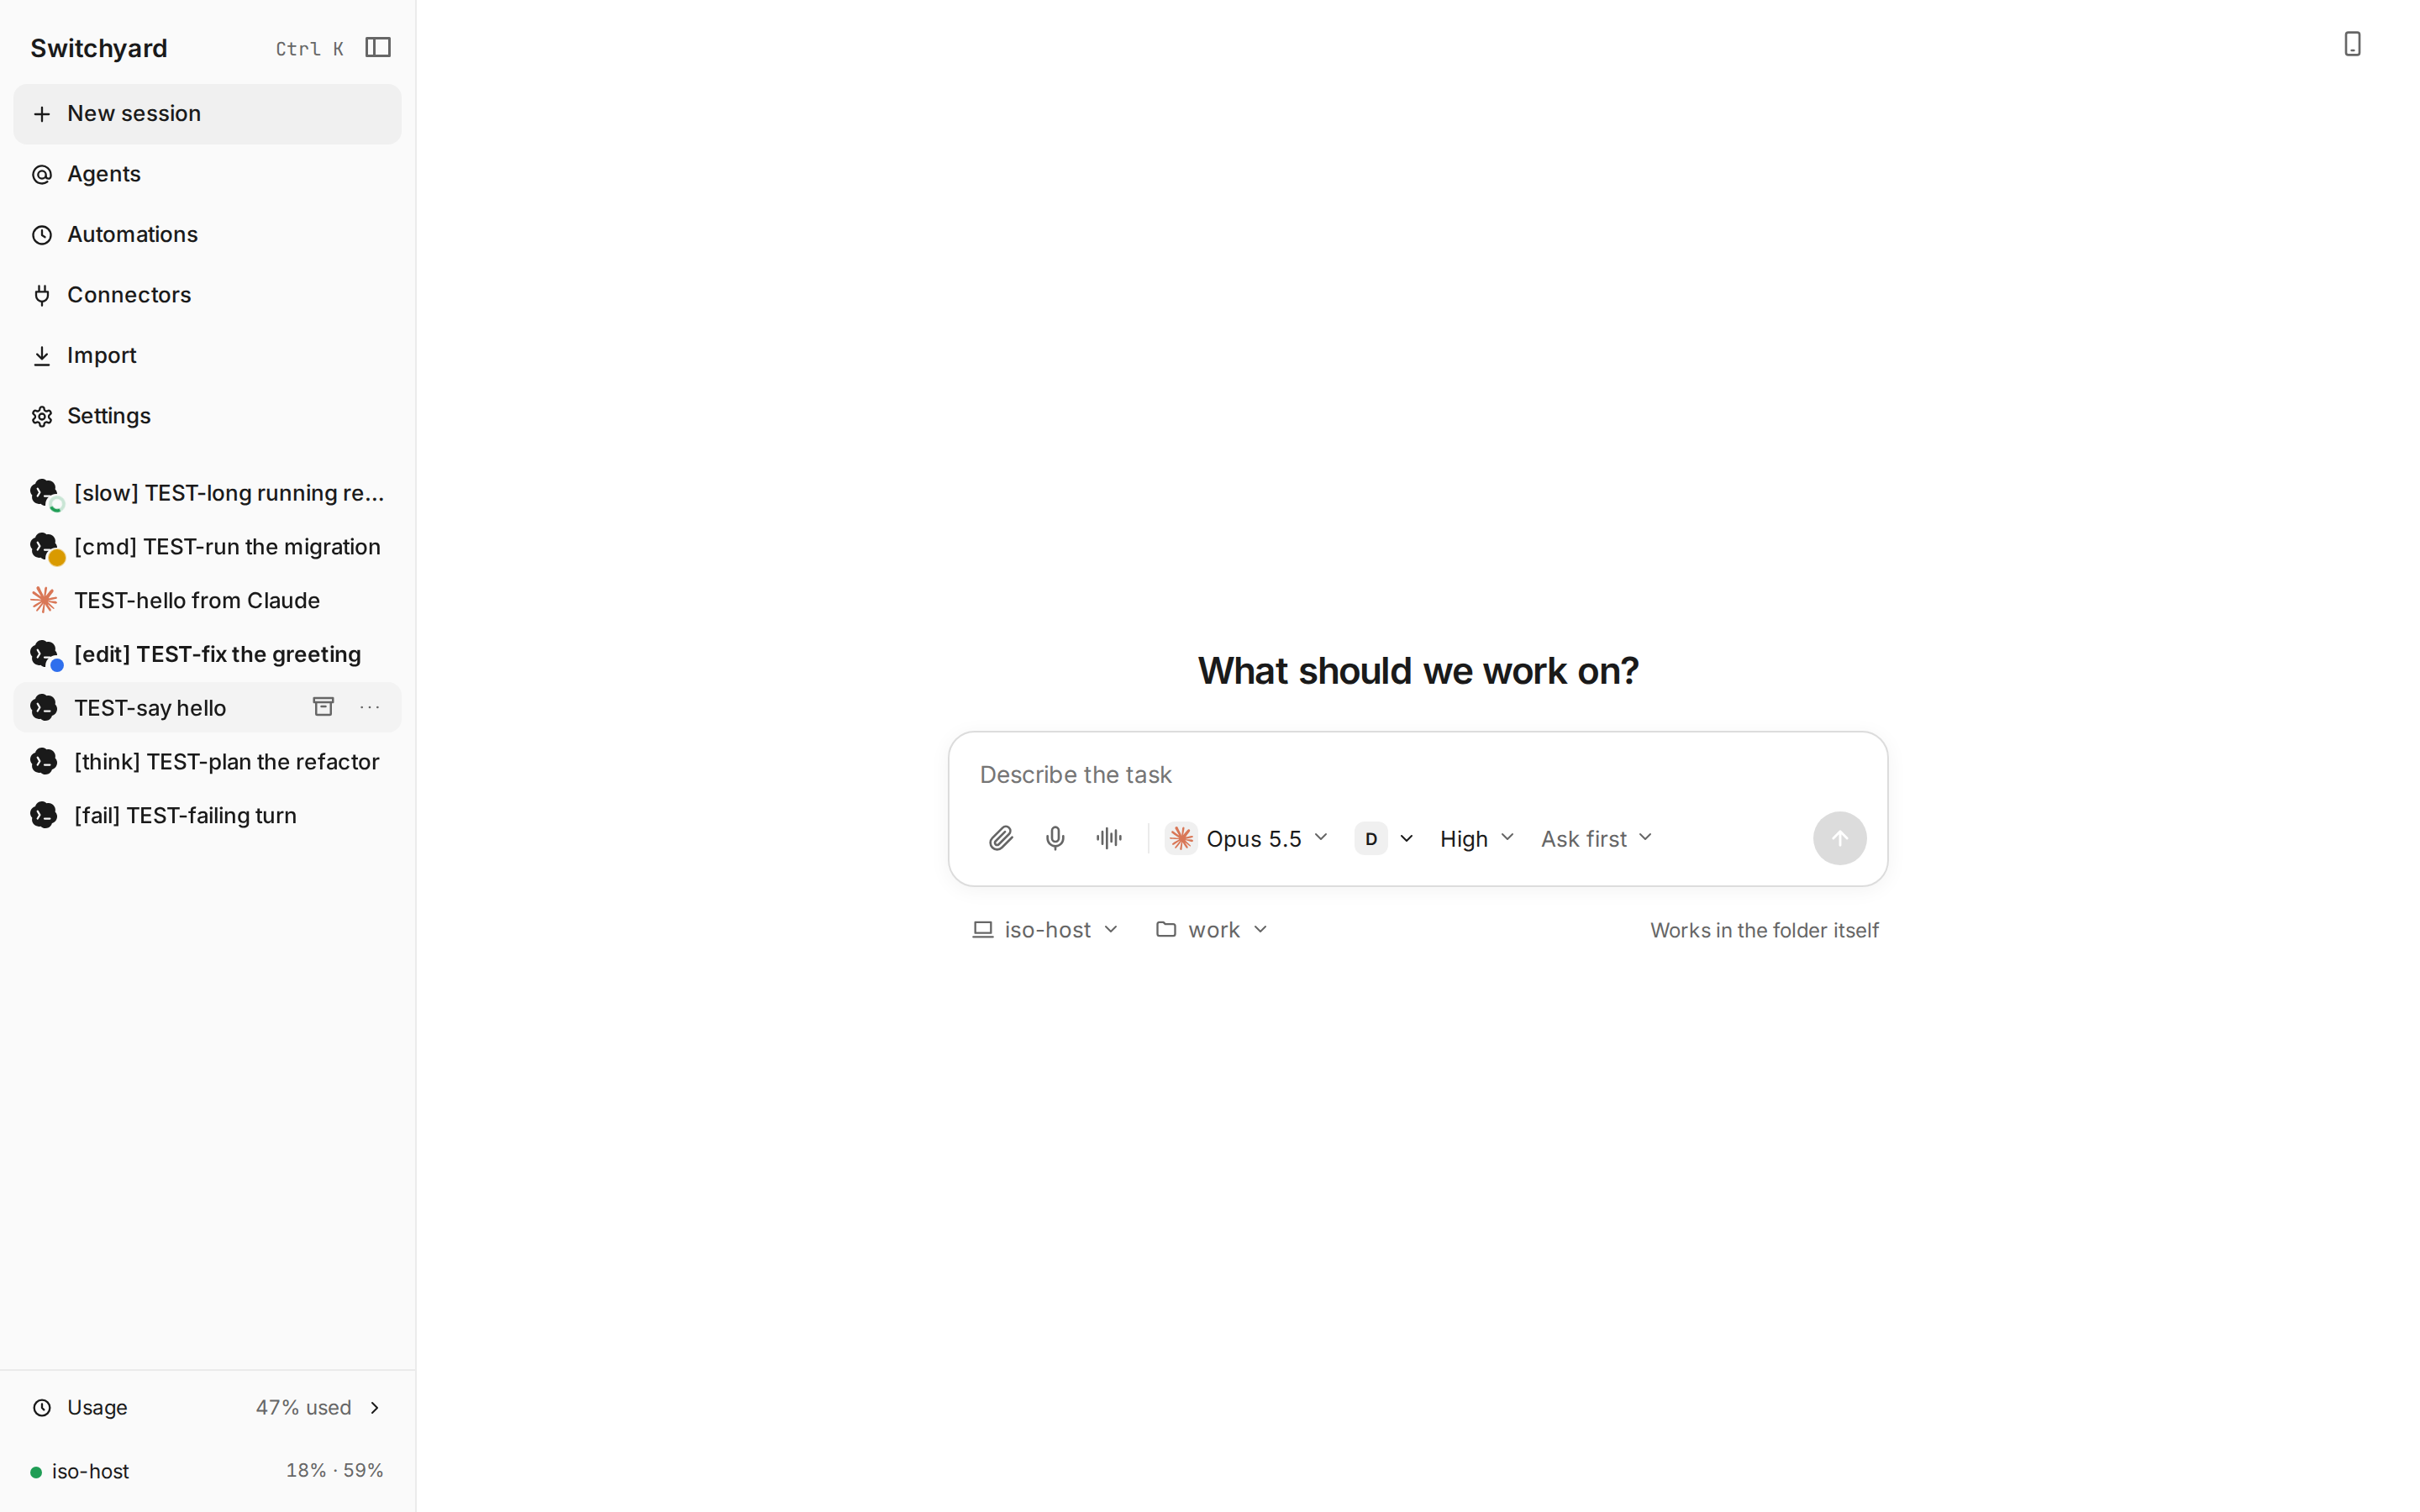 Switchyard Ctrl K
New session
Agents
Automations
Connectors
Import
Settings
[slow] TEST-long running re...
[cmd] TEST-run the migration
TEST-hello from Claude
[edit] TEST-fix the greeting
TEST-say hello
[think] TEST-plan the refactor
[fail] TEST-failing turn
Usage 47% used
iso-host 18% · 59%
What should we work on?
Describe the task
Opus 5.5 D High Ask first
iso-host work Works in the folder itself